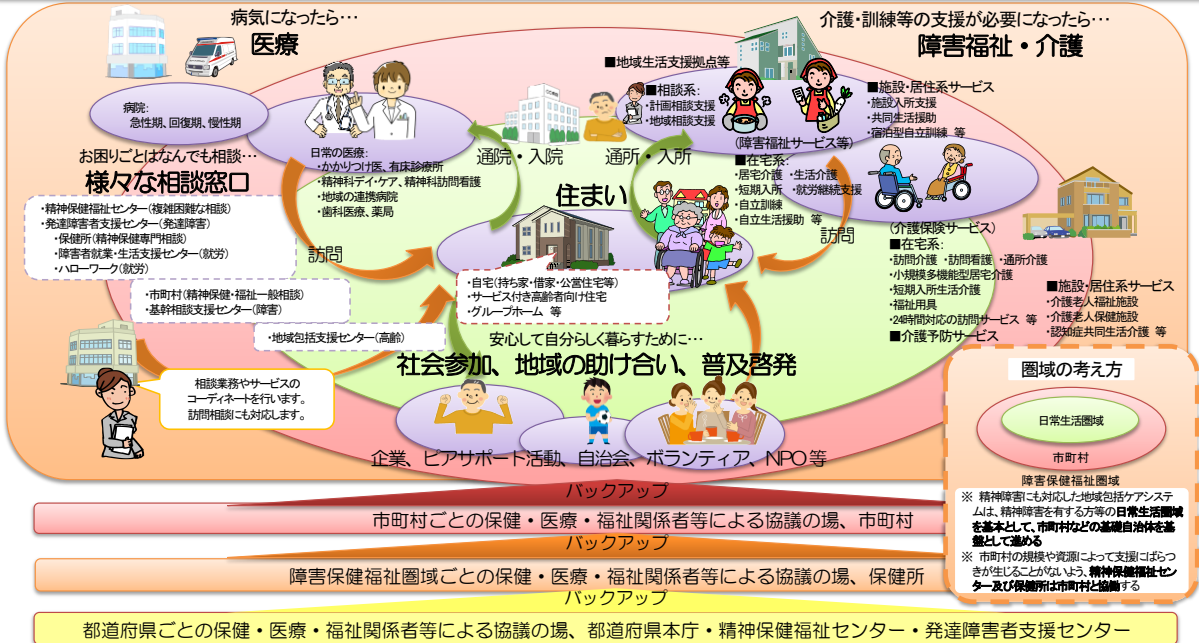 病気になったら…
医療
病院:
急性期、回復期、慢性期
日常の医療:
・かかりつけ医、有床診療所
・精神科デイ・ケア、精神科訪問看護
・地域の連携病院
・歯科医療、薬局
お困りごとはなんでも相談…
様々な相談窓口
・精神保健福祉センター(複雑困難な相談)
・発達障害者支援センター(発達障害)
・保健所(精神保健専門相談)
・障害者就業・生活支援センター(就労)
・ハローワーク(就労)
・市町村(精神保健・福祉一般相談)
・基幹相談支援センター(障害)
・地域包括支援センター(高齢)
相談業務やサービスの
コーディネートを行います。
訪問相談にも対応します。
訪問
通院・入院
通所・入所
住まい
・自宅(持ち家・借家・公営住宅等)
・サービス付き高齢者向け住宅
・グループホーム 等
介護・訓練等の支援が必要になったら…
障害福祉・介護
■地域生活支援拠点等
■相談系:
・計画相談支援
・地域相談支援
(障害福祉サービス等)
■在宅系:
・居宅介護 ・生活介護
・短期入所 ・就労継続支援
・自立訓練
・自立生活援助 等
■施設・居住系サービス
・施設入所支援
・共同生活援助
・宿泊型自立訓練 等
訪問
(介護保険サービス)
■在宅系:
・訪問介護 ・訪問看護 ・通所介護
・小規模多機能型居宅介護
・短期入所生活介護
・福祉用具
・24時間対応の訪問サービス 等
■介護予防サービス
■施設・居住系サービス
・介護老人福祉施設
・介護老人保健施設
・認知症共同生活介護 等
安心して自分らしく暮らすために…
社会参加、地域の助け合い、普及啓発
企業、ピアサポート活動、自治会、ボランティア、NPO 等
圏域の考え方
日常生活圏域
市町村
障害保健福祉圏域
※ 精神障害にも対応した地域包括ケアシステ
ムは、精神障害を有する方等の日常生活圏域
を基本として、市町村などの基礎自治体を基
盤として進める
※ 市町村の規模や資源によって支援にばらつ
きが生じることがないよう、精神保健福祉セン
ター及び保健所は市町村と協働する
バックアップ
市町村ごとの保健・医療・福祉関係者等による協議の場、市町村
バックアップ
障害保健福祉圏域ごとの保健・医療・福祉関係者等による協議の場、保健所
バックアップ
都道府県ごとの保健・医療・福祉関係者等による協議の場、都道府県本庁・精神保健福祉センター・発達障害者支援センター